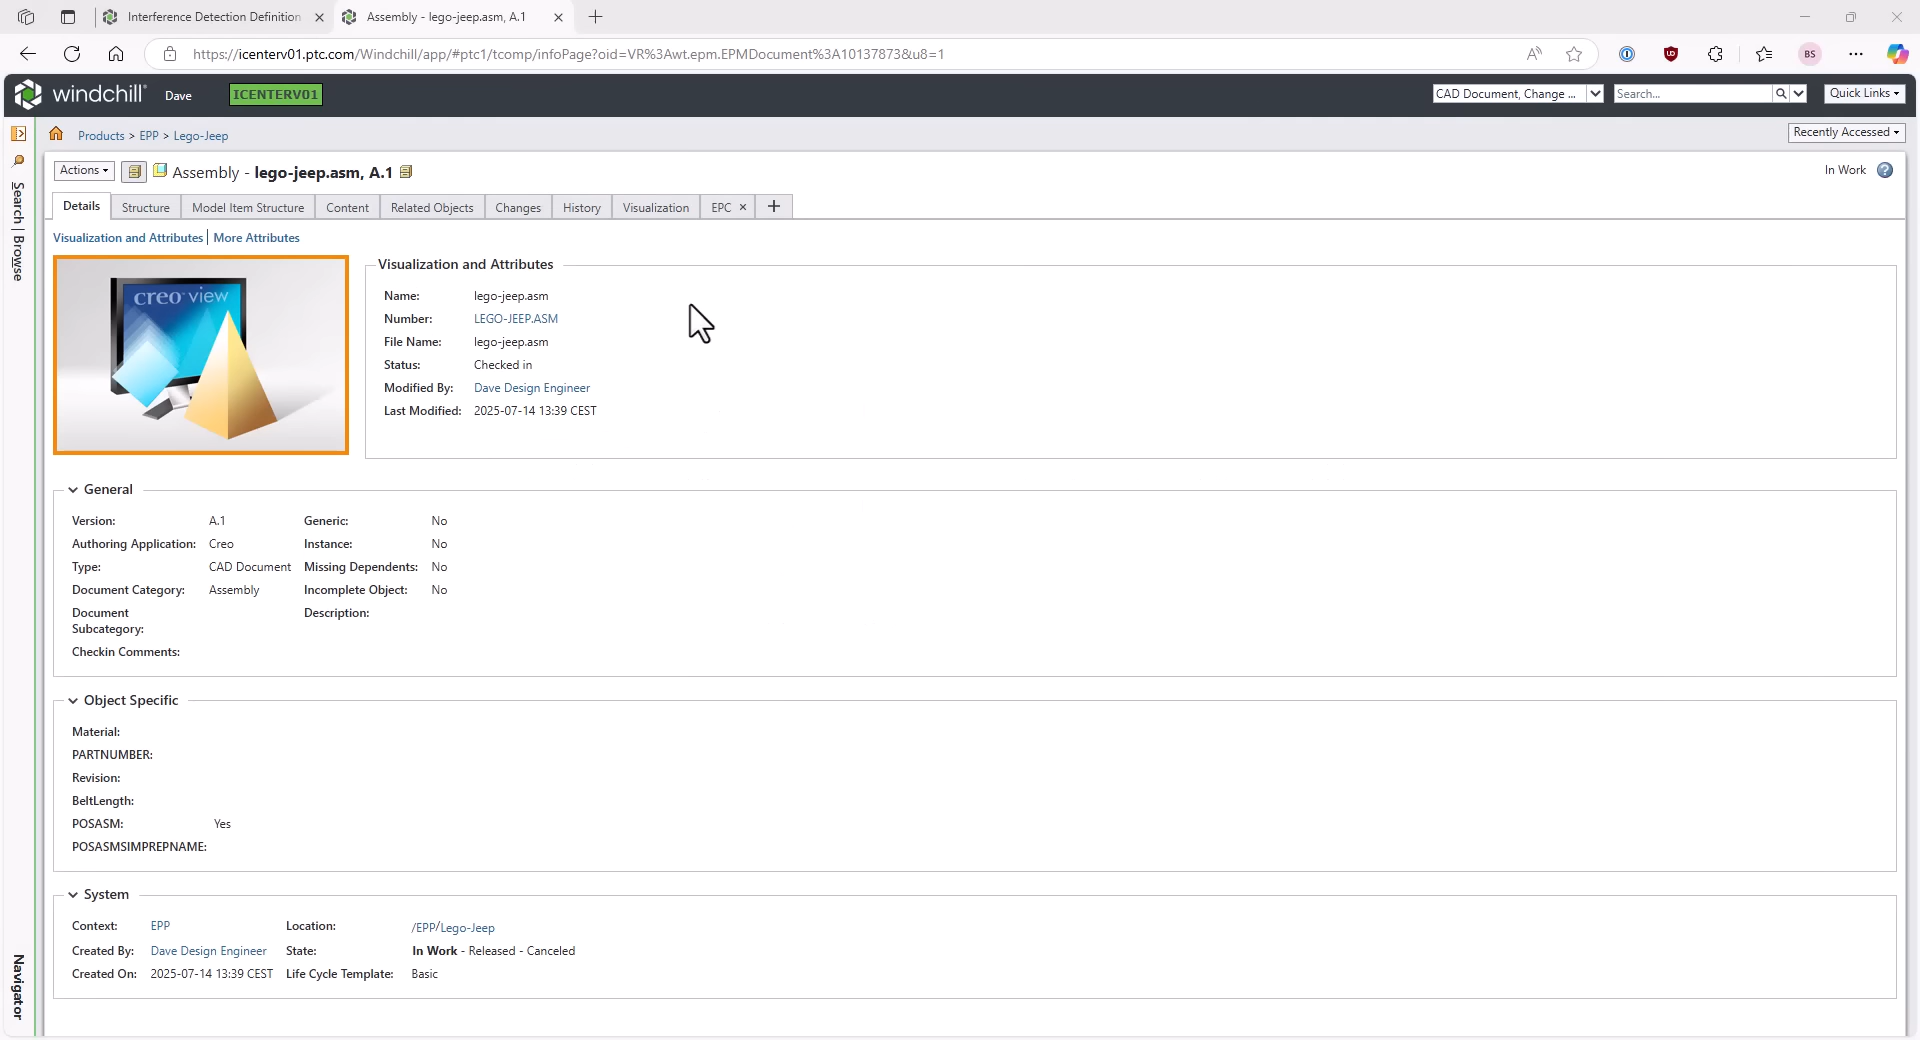 Interference Detection Definition
Assembly - lego-jeep.asm, A.1
https://icenterv01.ptc.com/Windchill/app/#ptc1/tcomp/infoPage?oid=VR%3Awt.epm.EPMDocument%3A10137873&u8=1
BS
windchill Dave ICENTERV01 CAD Document, Change ... Search... Quick Links
Products > EPP > Lego-Jeep Recently Accessed
Actions Assembly - lego-jeep.asm, A.1 In Work
Search | Browse
Details Structure Model Item Structure Content Related Objects Changes History Visualization EPC
Visualization and Attributes | More Attributes
creo view
Visualization and Attributes
Name: lego-jeep.asm
Number: LEGO-JEEP.ASM
File Name: lego-jeep.asm
Status: Checked in
Modified By: Dave Design Engineer
Last Modified: 2025-07-14 13:39 CEST
General
Version: A.1 Generic: No
Authoring Application: Creo Instance: No
Type: CAD Document Missing Dependents: No
Document Category: Assembly Incomplete Object: No
Document Description:
Subcategory:
Checkin Comments:
Object Specific
Material:
PARTNUMBER:
Revision:
BeltLength:
POSASM: Yes
POSASMSIMPREPNAME:
System
Context: EPP Location: /EPP/Lego-Jeep
Created By: Dave Design Engineer State: In Work - Released - Canceled
Created On: 2025-07-14 13:39 CEST Life Cycle Template: Basic
Navigator